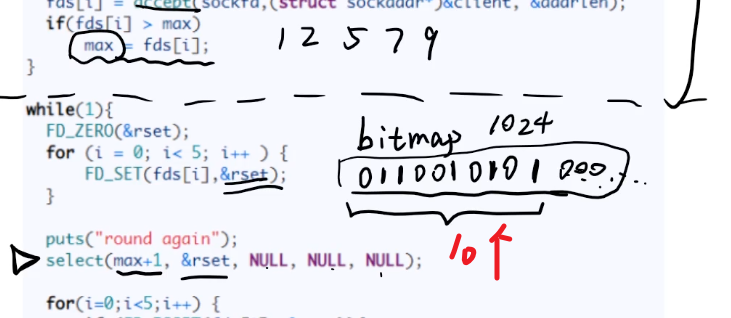 fds[i] = accept(sockfd,(struct sockaddr*)&client, &addrlen);
if(fds[i] > max)
max = fds[i];
1 2 5 7 9
}
while(1){
FD_ZERO(&rset);
for (i = 0; i< 5; i++ ) {
FD_SET(fds[i],&rset);
}
bitmap 1024
0110010101 000....
10
puts("round again");
select(max+1, &rset, NULL, NULL, NULL);
for(i=0;i<5;i++) {